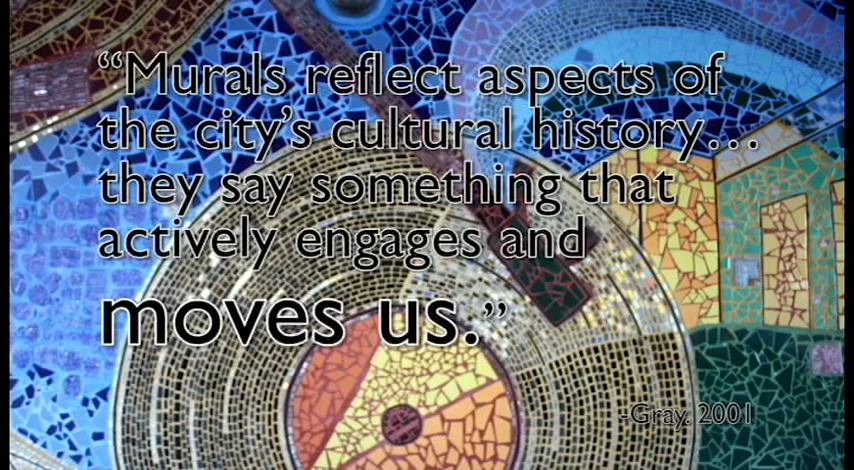 “Murals reflect aspects of
the city’s cultural history…
they say something that
actively engages and
moves us.”
-Gray. 2001